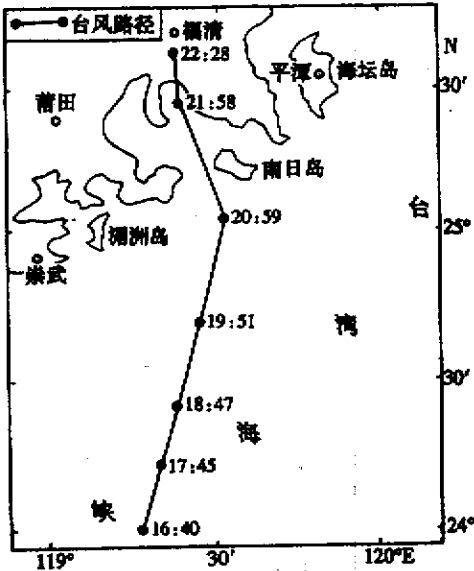 台风路径
福清
22:28
N
平潭
海坛岛
30′
莆田
21:58
南日岛
20:59
台
25°
湄洲岛
崇武
19:51
湾
30′
18:47
海
17:45
峡
16:40
24°
119°
30′
120°E